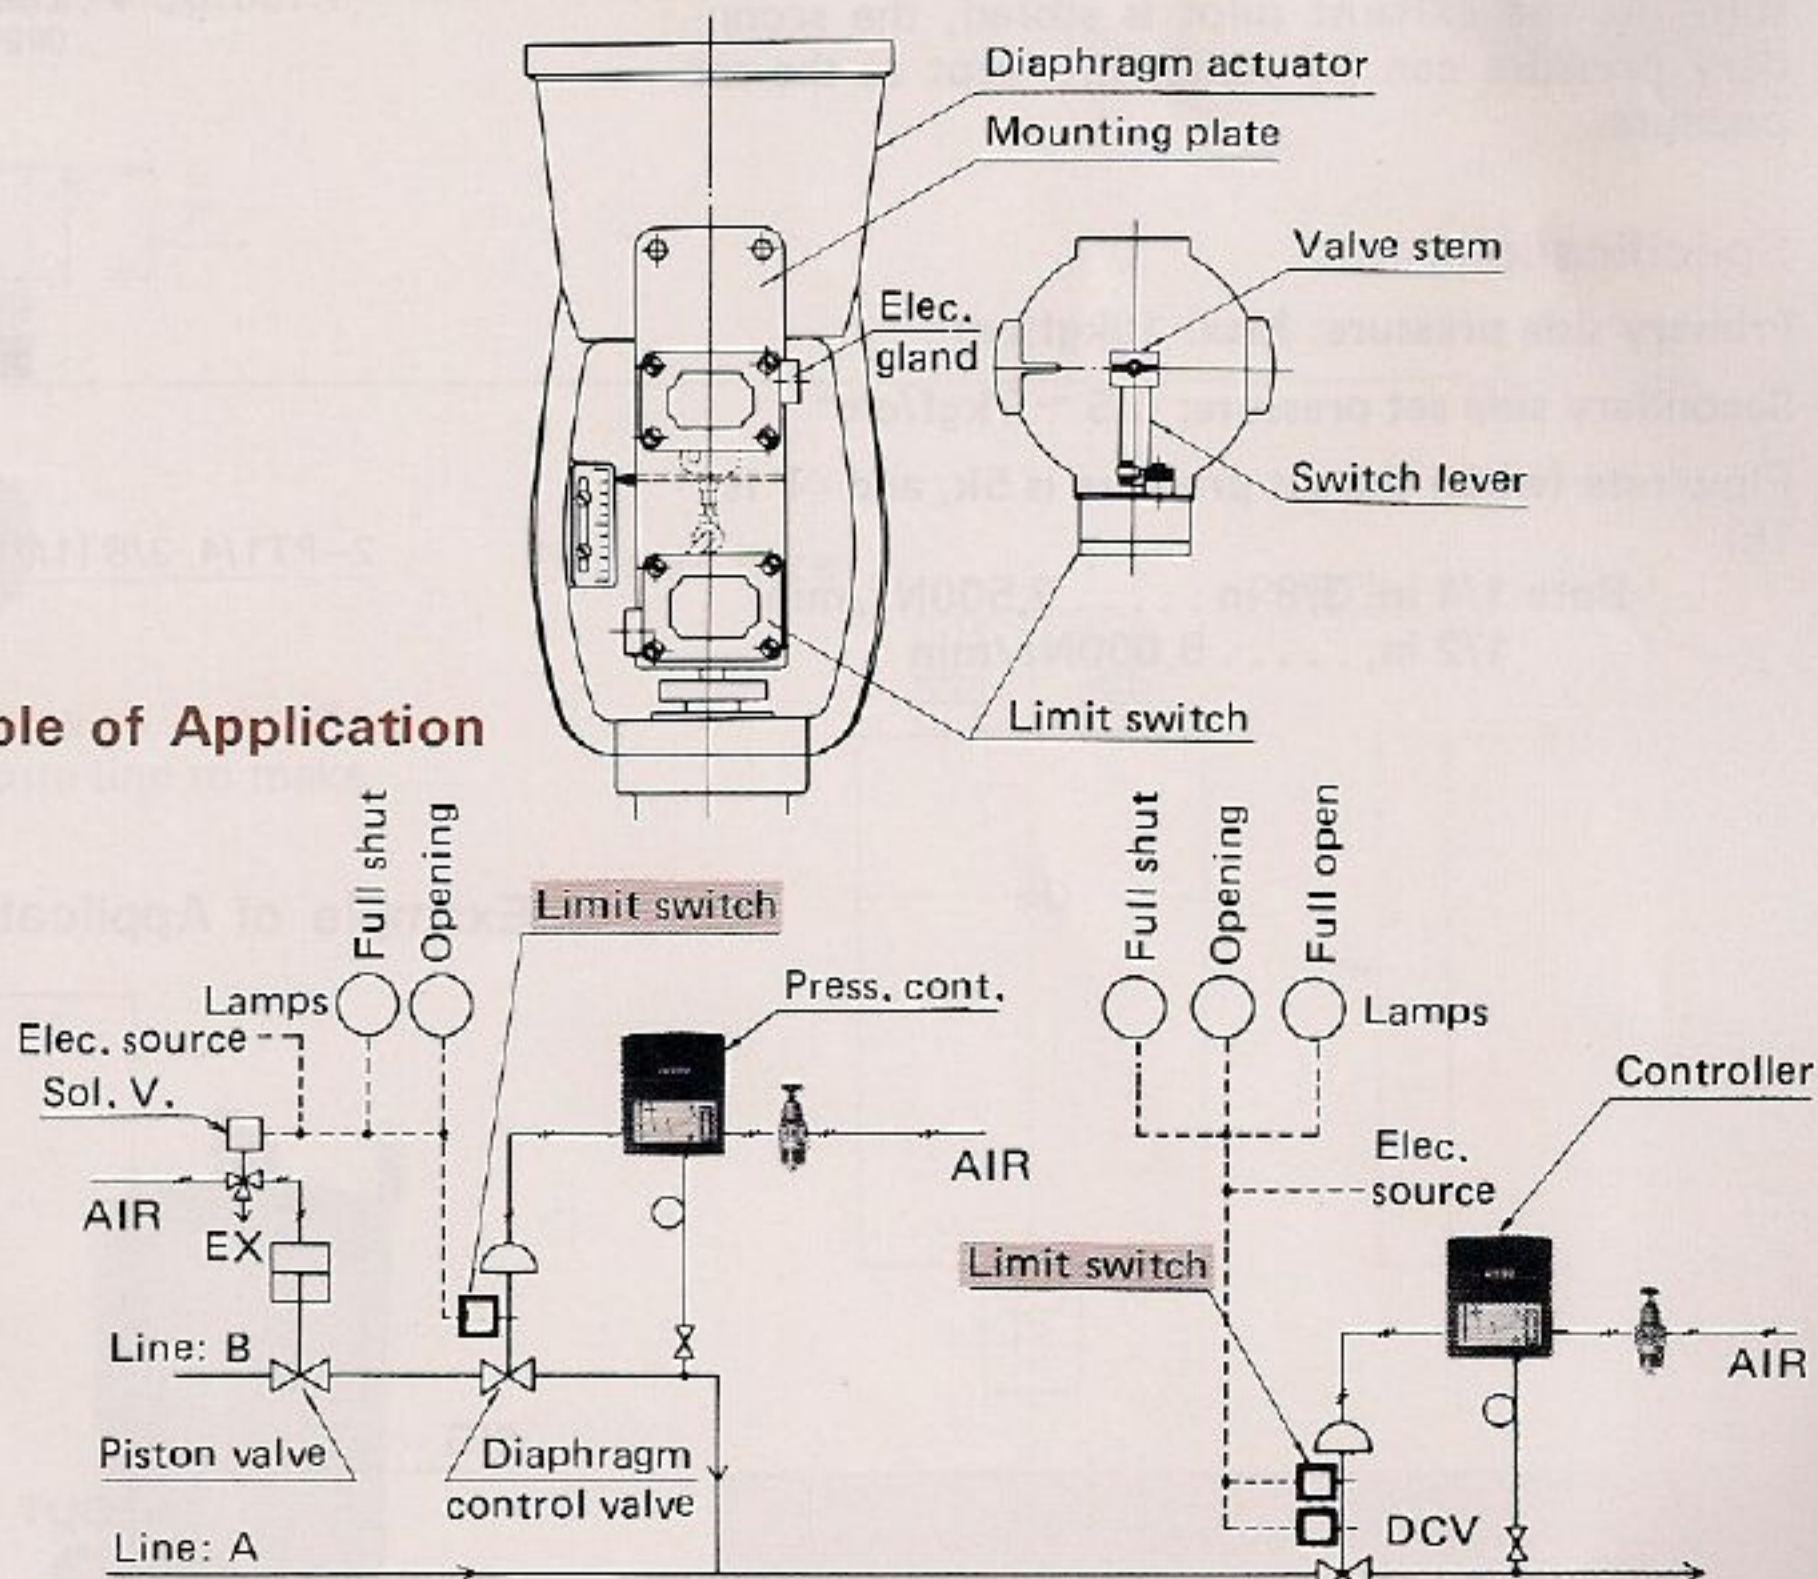 Diaphragm actuator
Mounting plate
Valve stem
Elec.
gland
Switch lever
Limit switch
ple of Application
Full shut
Opening
Limit switch
Lamps
Elec. source
Sol. V.
Press. cont.
AIR
AIR
EX
Line: B
Piston valve
Diaphragm
control valve
Line: A
Full shut
Opening
Full open
Lamps
Controller
Elec.
source
Limit switch
AIR
DCV